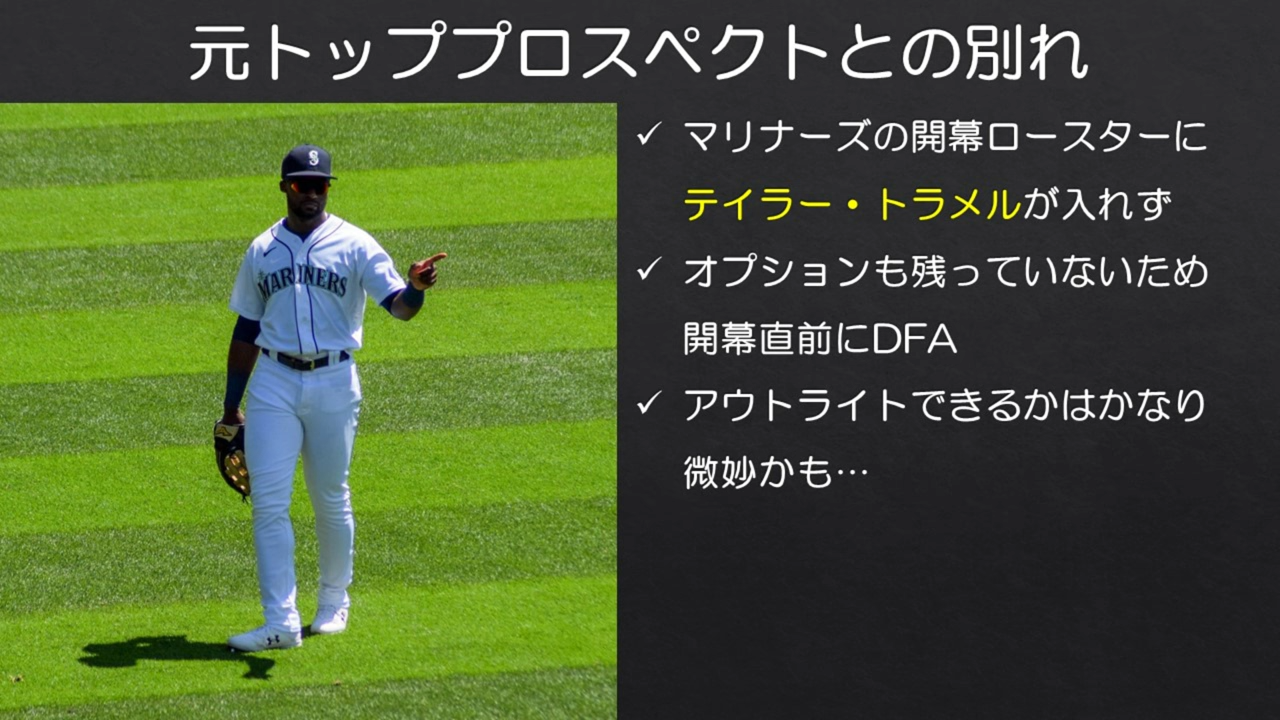 元トッププロスペクトとの別れ
マリナーズの開幕ロースターに
テイラー・トラメルが入れず
オプションも残っていないため
開幕直前にDFA
アウトライトできるかはかなり
微妙かも…
S
MARINERS